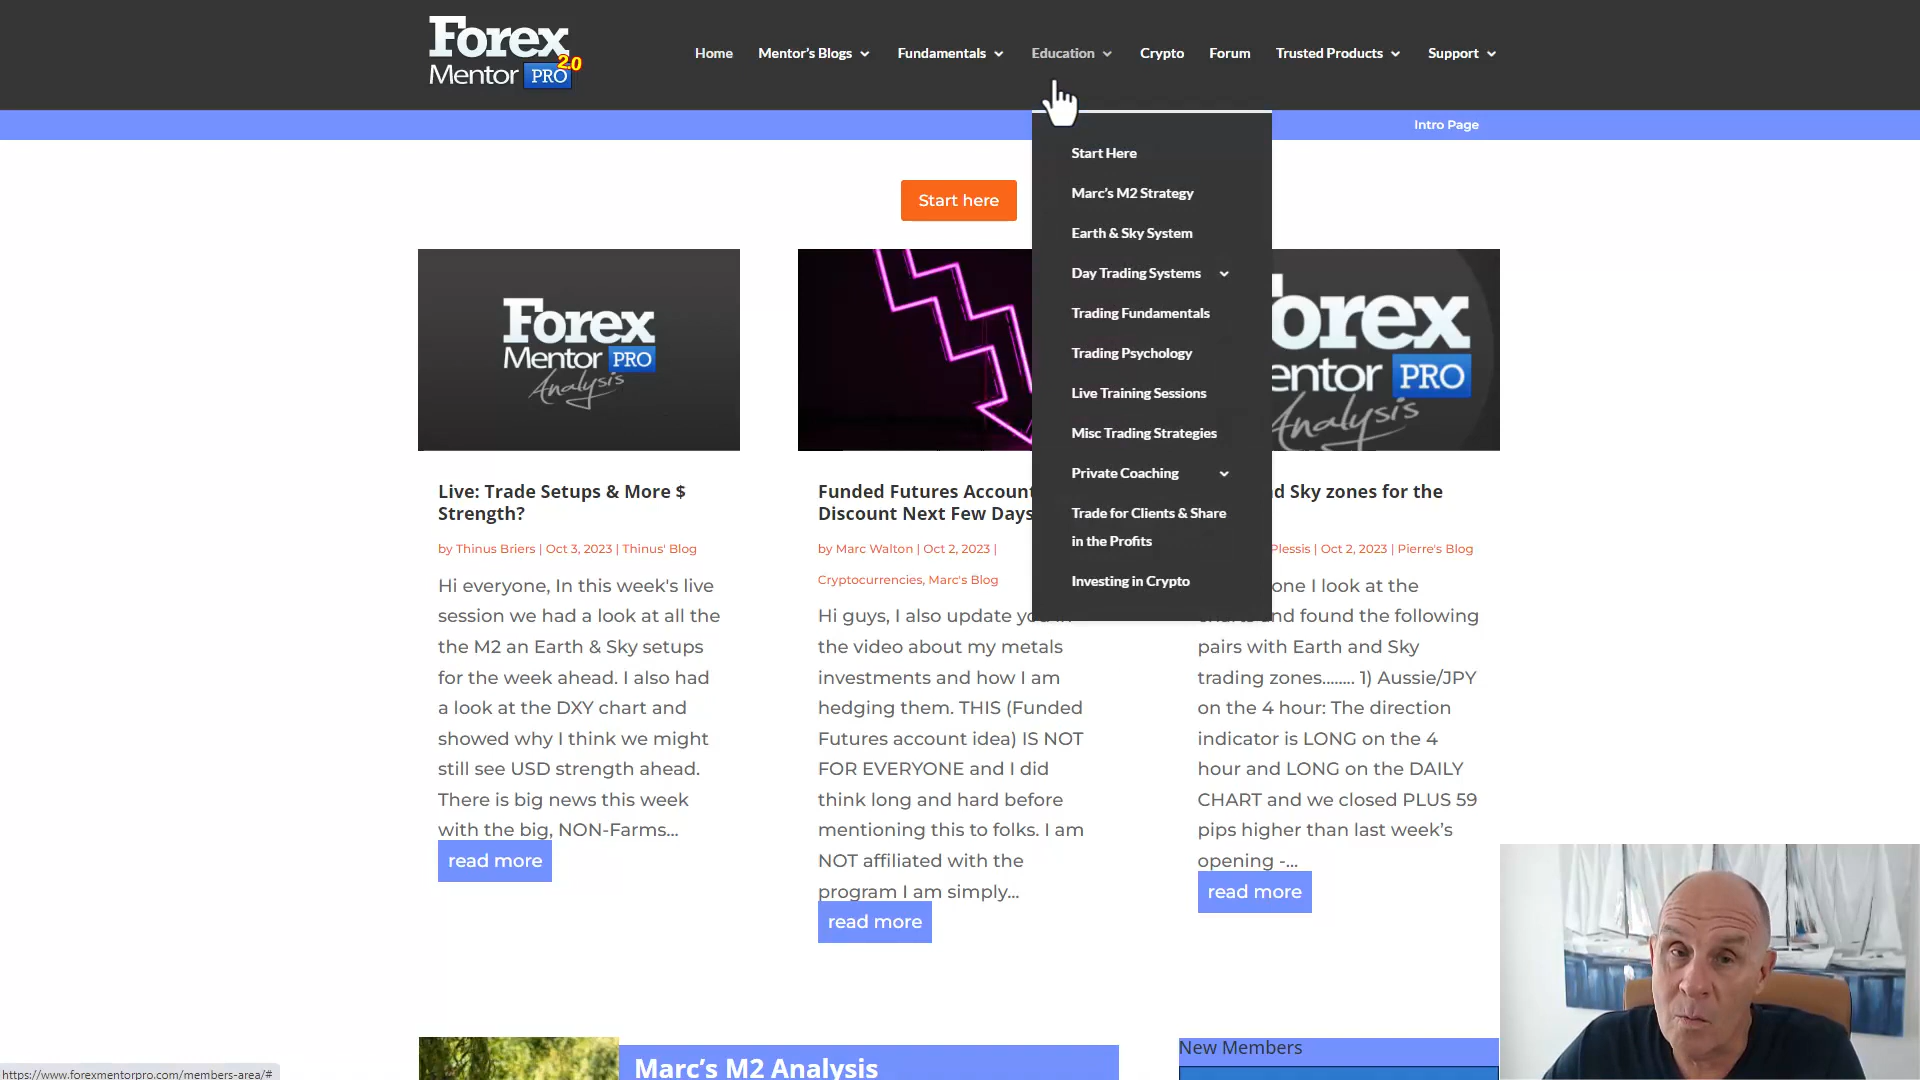 Forex
Mentor PRO 2.0
Home
Mentor's Blogs
Fundamentals
Education
Crypto
Forum
Trusted Products
Support
Intro Page
Start Here
Marc's M2 Strategy
Earth & Sky System
Day Trading Systems
Trading Fundamentals
Trading Psychology
Live Training Sessions
Misc Trading Strategies
Private Coaching
Trade for Clients & Share
in the Profits
Investing in Crypto
Start here
Forex
Mentor PRO
Analysis
Live: Trade Setups & More $
Strength?
by Thinus Briers | Oct 3, 2023 | Thinus' Blog
Hi everyone, In this week's live
session we had a look at all the
the M2 an Earth & Sky setups
for the week ahead. I also had
a look at the DXY chart and
showed why I think we might
still see USD strength ahead.
There is big news this week
with the big, NON-Farms...
read more
Funded Futures Account
Discount Next Few Days
by Marc Walton | Oct 2, 2023 |
Cryptocurrencies, Marc's Blog
Hi guys, I also update you in
the video about my metals
investments and how I am
hedging them. THIS (Funded
Futures account idea) IS NOT
FOR EVERYONE and I did
think long and hard before
mentioning this to folks. I am
NOT affiliated with the
program I am simply...
read more
orex
entor PRO
Analysis
d Sky zones for the
Plessis | Oct 2, 2023 | Pierre's Blog
one I look at the
charts and found the following
pairs with Earth and Sky
trading zones........ 1) Aussie/JPY
on the 4 hour: The direction
indicator is LONG on the 4
hour and LONG on the DAILY
CHART and we closed PLUS 59
pips higher than last week's
opening -...
read more
Marc's M2 Analysis
New Members
https://www.forexmentorpro.com/members-area/#